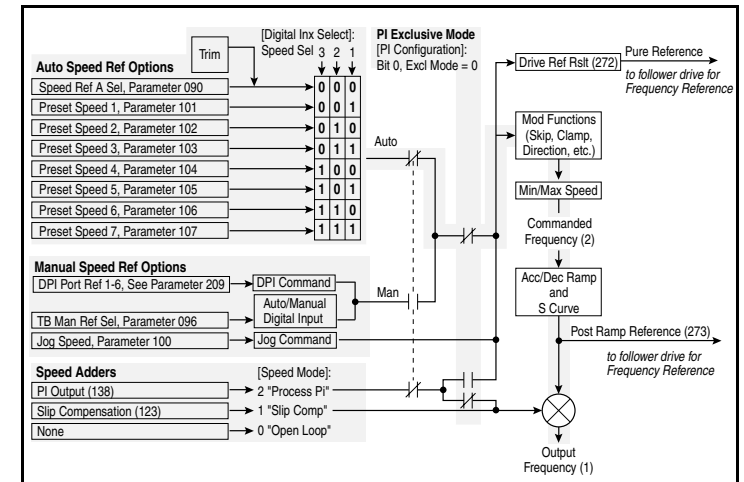 [Digital Inx Select]:
Speed Sel 3 2 1
Trim
Auto Speed Ref Options
Speed Ref A Sel, Parameter 090
0 0 0
Preset Speed 1, Parameter 101
0 0 1
Preset Speed 2, Parameter 102
0 1 0
Preset Speed 3, Parameter 103
0 1 1
Preset Speed 4, Parameter 104
1 0 0
Preset Speed 5, Parameter 105
1 0 1
Preset Speed 6, Parameter 106
1 1 0
Preset Speed 7, Parameter 107
1 1 1
Auto
PI Exclusive Mode
[PI Configuration]:
Bit 0, Excl Mode = 0
Drive Ref Rslt (272)
Pure Reference
to follower drive for
Frequency Reference
Mod Functions
(Skip, Clamp,
Direction, etc.)
Min/Max Speed
Commanded
Frequency (2)
Acc/Dec Ramp
and
S Curve
Post Ramp Reference (273)
to follower drive for
Frequency Reference
Output
Frequency (1)
Manual Speed Ref Options
DPI Port Ref 1-6, See Parameter 209
DPI Command
Auto/Manual
Digital Input
Man
TB Man Ref Sel, Parameter 096
Jog Speed, Parameter 100
Jog Command
Speed Adders
[Speed Mode]:
PI Output (138)
2 "Process Pi"
Slip Compensation (123)
1 "Slip Comp"
None
0 "Open Loop"